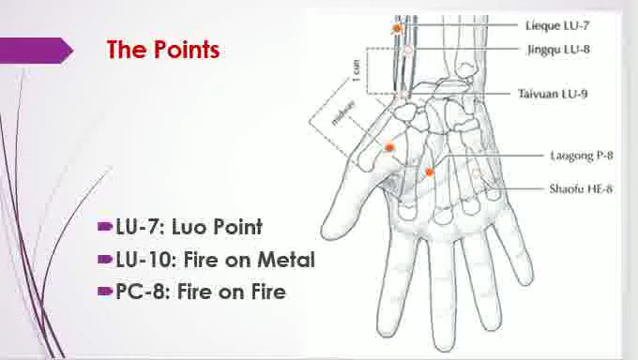 The Points
LU-7: Luo Point
LU-10: Fire on Metal
PC-8: Fire on Fire
Lieque LU-7
Jingqu LU-8
1 cun
Taiyuan LU-9
midway
Laogong P-8
Shaofu HE-8